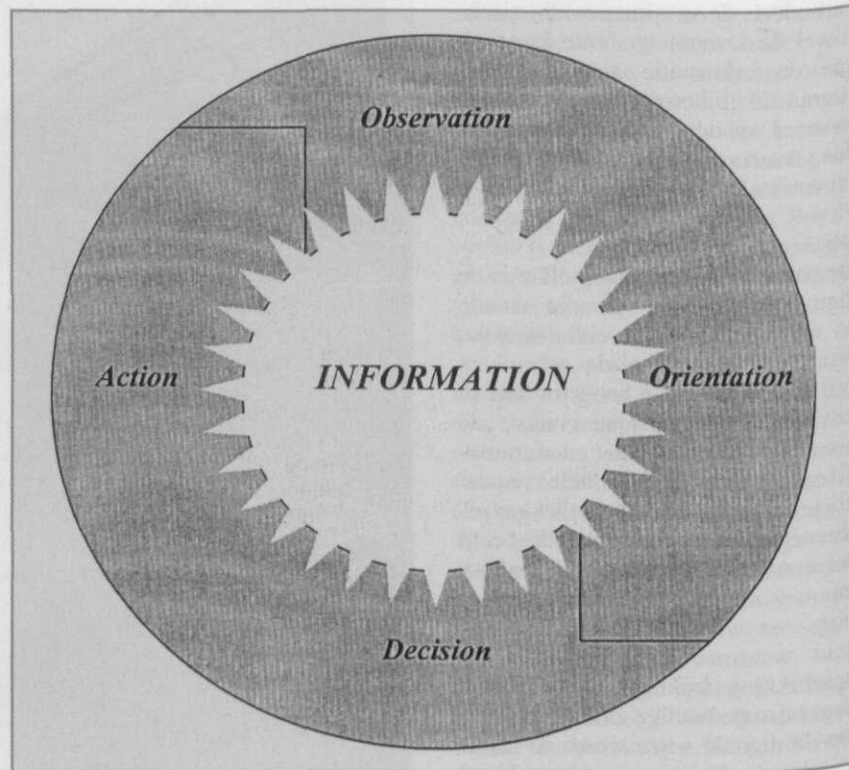 Observation
Action
INFORMATION
Orientation
Decision